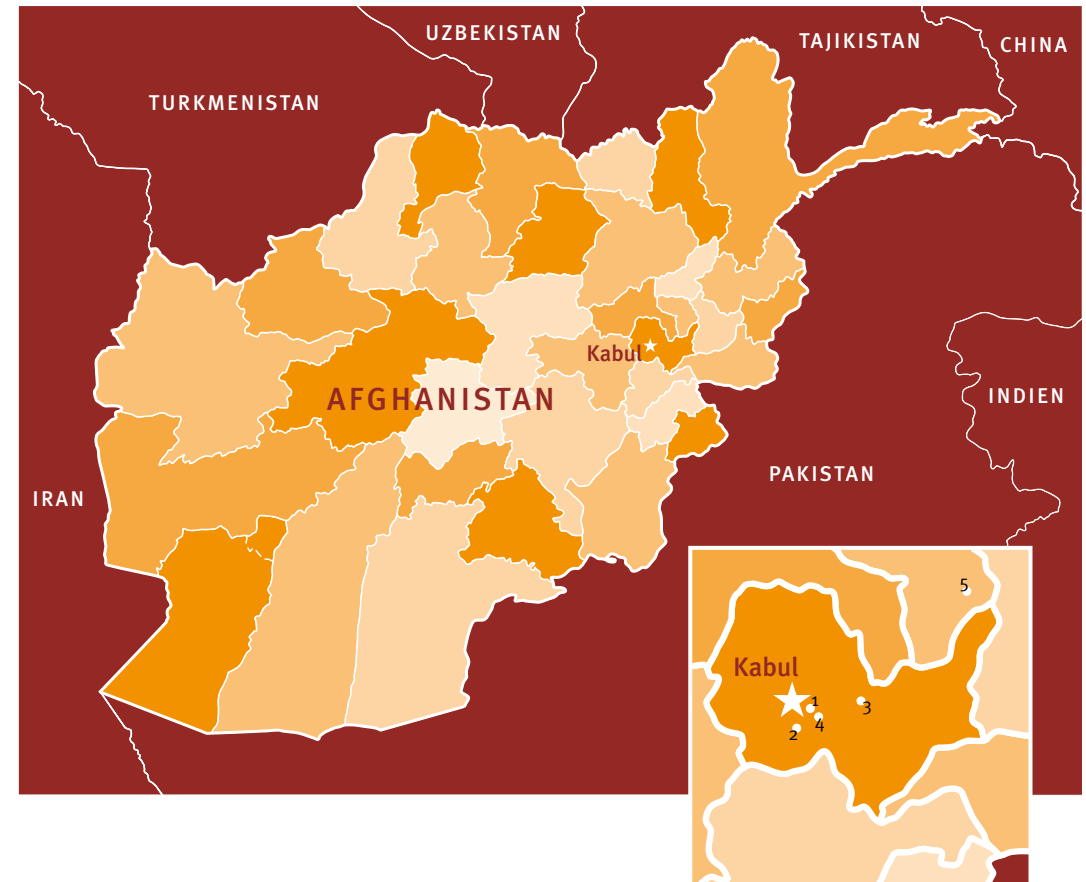 UZBEKISTAN
TAJIKISTAN
CHINA
TURKMENISTAN
Kabul
AFGHANISTAN
INDIEN
PAKISTAN
IRAN
5
Kabul
1
3
4
2